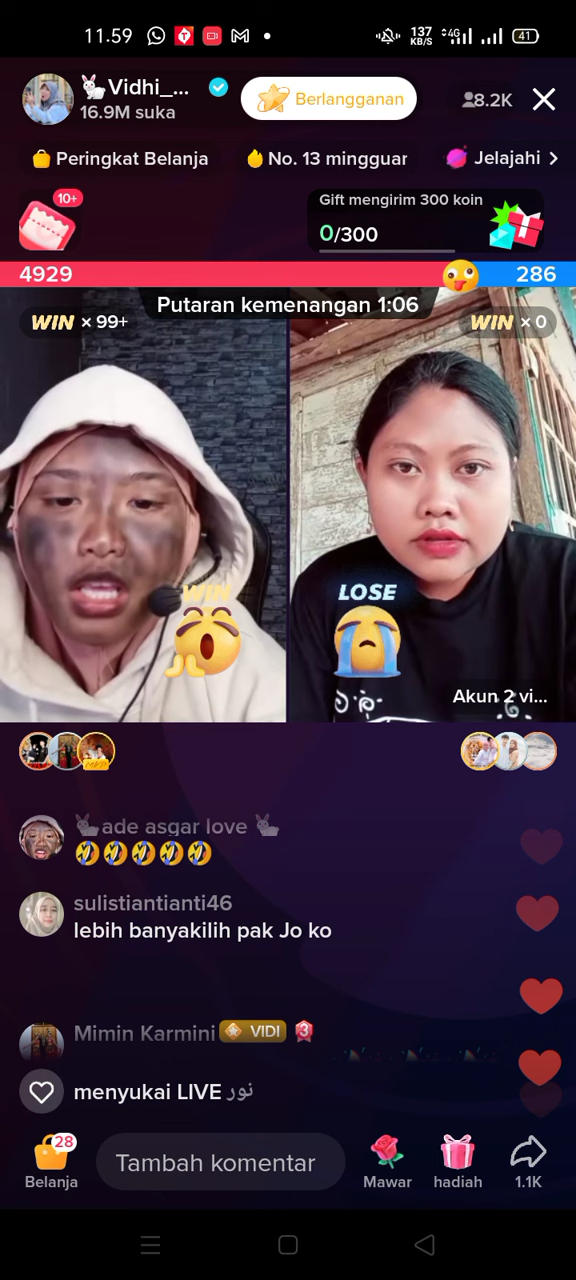 11.59
137
KB/S
4G
41
Vidhi_...
16.9M suka
Berlangganan
8.2K
Peringkat Belanja
No. 13 mingguar
Jelajahi
10+
Gift mengirim 300 koin
0/300
4929
286
Putaran kemenangan 1:06
WIN × 99+
WIN × 0
WIN
LOSE
Akun 2 vi...
ade asgar love
sulistiantianti46
lebih banyakilih pak Jo ko
Mimin Karmini VIDI 3
menyukai LIVE نور
28
Belanja
Tambah komentar
Mawar
hadiah
1.1K